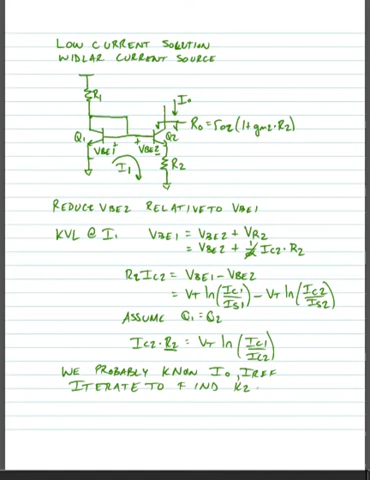 LOW CURRENT SOLUTION
WIDLAR CURRENT SOURCE
R1
I0
R0 = r02 (1+gm2·R2)
Q1
Q2
VBE1 +
+ VBE2 -
I1
R2
REDUCE VBE2 RELATIVE TO VBE1
KVL @ I1 VBE1 = VBE2 + VR2
= VBE2 + IC2·R2
R2IC2 = VBE1 - VBE2
= VT ln(IC1/IS1) - VT ln(IC2/IS2)
ASSUME Q1 = Q2
IC2·R2 = VT ln(IC1/IC2)
WE PROBABLY KNOW I0, IREF
ITERATE TO FIND R2.